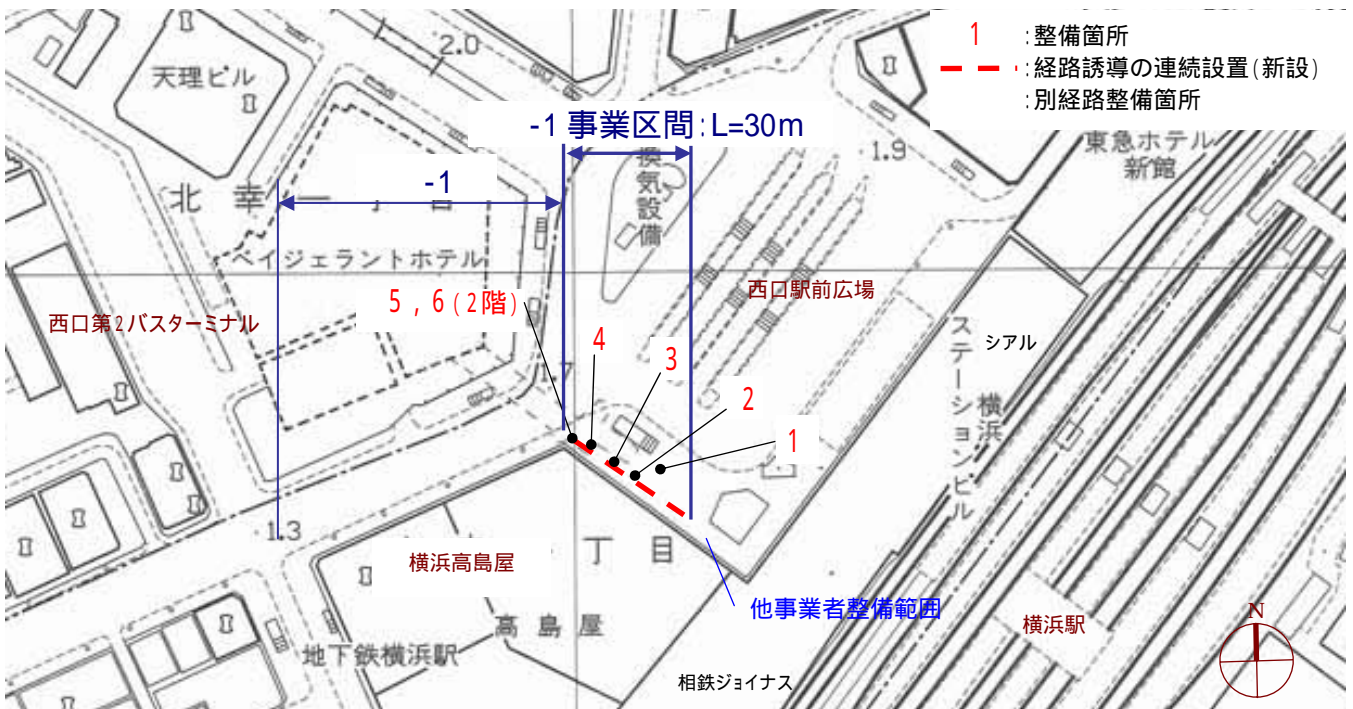 1 :整備箇所
:経路誘導の連続設置(新設)
:別経路整備箇所
2.0
天理ビル
-1 事業区間:L=30m
1.9
東急ホテル
新館
換気設備
-1
北幸一丁目
ベイジェラントホテル
西口駅前広場
5,6(2階)
西口第2バスターミナル
4
3
シアル
1.7
2
1
横浜
ステーションビル
1.3
横浜高島屋
丁目
他事業者整備範囲
N
高島屋
横浜駅
地下鉄横浜駅
相鉄ジョイナス